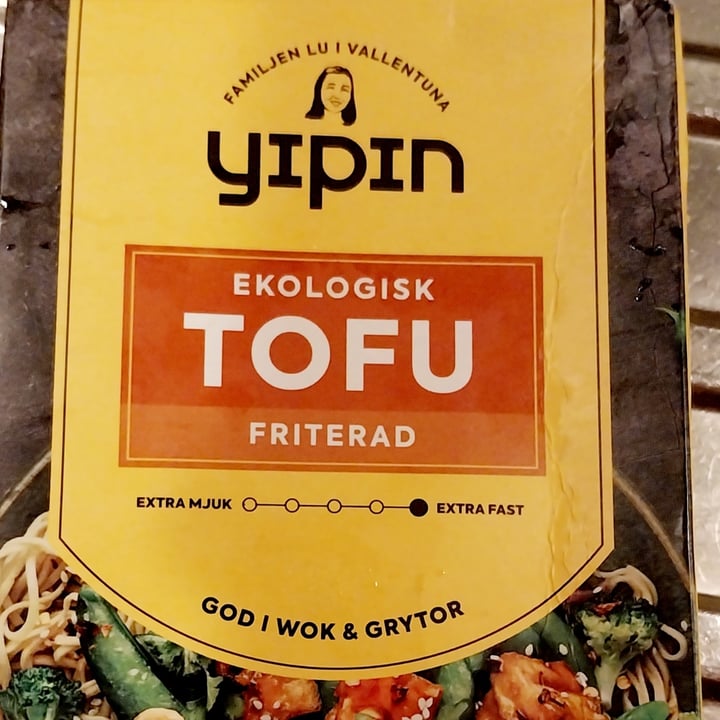 FAMILJEN LU I VALLENTUNA
yipin
EKOLOGISK
TOFU
FRITERAD
EXTRA MJUK EXTRA FAST
GOD I WOK & GRYTOR